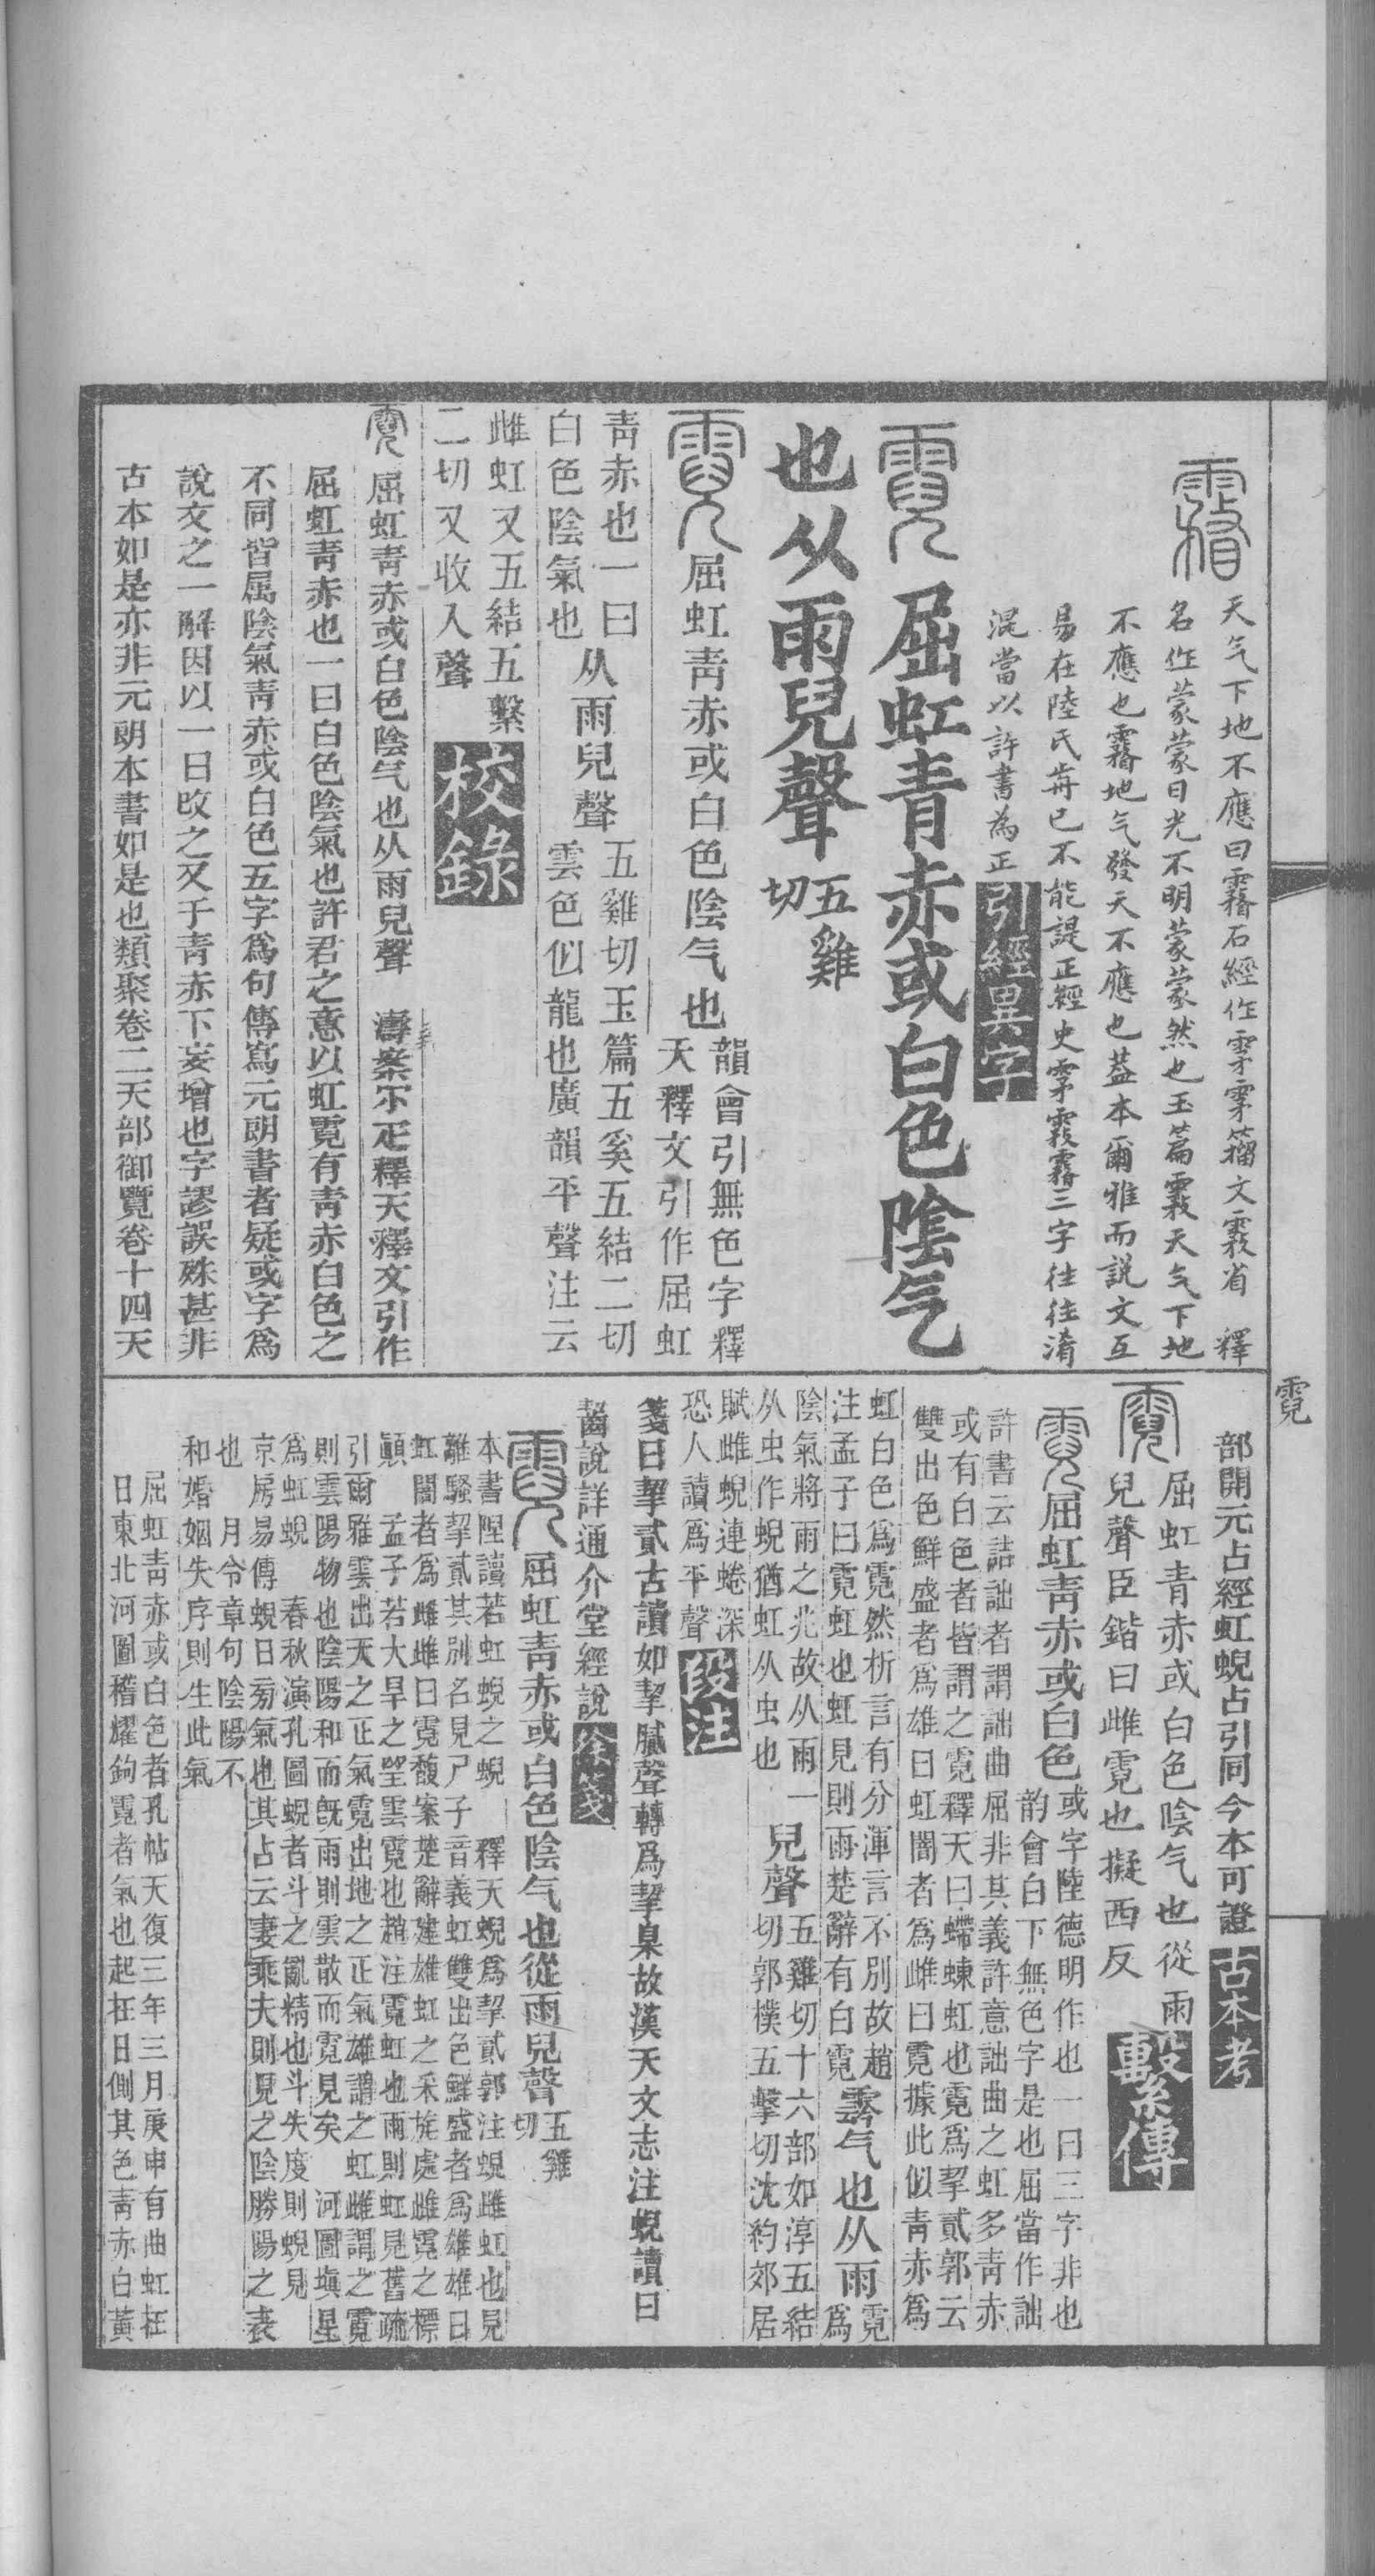 天气下地不應曰霿石經作雺雺籀文霚省　釋
名作蒙蒙日光不明蒙蒙然也玉篇霚天气下地
不應也霿地气發天不應也葢本爾雅而説文互
易在陸氏歬已不能諟正經史雺霚霿三字往往淆
混當以許書為正引經異字
屈虹青赤或白色陰气
也从雨兒聲五雞
切
屈虹青赤或白色陰气也韻會引無色字釋
天釋文引作屈虹
青赤也一曰
白色陰氣也从雨兒聲五雞切玉篇五奚五結二切
雲色似龍也廣韻平聲注云
雌虹又五結五繫
二切又收入聲校錄
屈虹青赤或白色陰气也从雨兒聲　濤案尒疋釋天釋文引作
屈虹青赤也一曰白色陰氣也許君之意以虹霓有青赤白色之
不同皆屬陰氣青赤或白色五字爲句傳寫元朗書者疑或字爲
說文之一解因以一曰改之又于青赤下妄增也字謬誤殊甚非
古本如是亦非元朗本書如是也類聚卷二天部御覽卷十四天
霓
部開元占經虹蜺占引同今本可證古本考
屈虹青赤或白色陰气也從雨
兒聲臣鍇曰雌霓也擬西反繫傳
屈虹青赤或白色或字陸德明作也一曰三字非也
韵會白下無色字是也屈當作詘
許書云詰詘者謂詘曲屈非其義許意詘曲之虹多青赤
或有白色者皆謂之霓釋天曰螮蝀虹也霓爲挈貳郭云
雙出色鮮盛者爲雄曰虹闇者爲雌曰霓據此似青赤爲
虹白色爲霓然析言有分渾言不別故趙
注孟子曰霓虹也虹見則雨楚辭有白霓霒气也从雨霓爲
陰氣將雨之兆故从雨一
从虫作蜺猶虹从虫也兒聲五雞切十六部如淳五結
切郭樸五擊切沈約郊居
賦雌蜺連蜷深
恐人讀爲平聲段注
箋曰挈貳古讀如挈膩聲轉爲挈臬故漢天文志注蜺讀曰
齧說詳通介堂經說𠔏箋
屈虹青赤或白色陰气也從雨兒聲五雞
切
本書隉讀若虹蜺之蜺　釋天蜺爲挈貳郭注蜺雌虹也見
離騷挈貳其別名見尸子音義虹雙出色鮮盛者爲雄雄曰
虹闇者爲雌雌曰霓馥案楚辭建雄虹之采旄處雌霓之標
顛　孟子若大旱之望雲霓也趙注霓虹也雨則虹見舊疏
引爾雅雲出天之正氣霓出地之正氣雄謂之虹雌謂之霓
則雲陽物也陰陽和而旣雨則雲散而霓見矣　河圖塡星
爲虹蜺　春秋演孔圖蜺者斗之亂精也斗失度則蜺見
京房易傳蜺日旁氣也其占云妻乘夫則見之陰勝陽之表
也　月令章句陰陽不
和婚姻失序則生此氣
屈虹青赤或白色者孔帖天復三年三月庚申有曲虹在
日東北河圖稽耀鉤霓者氣也起在日側其色青赤白黃